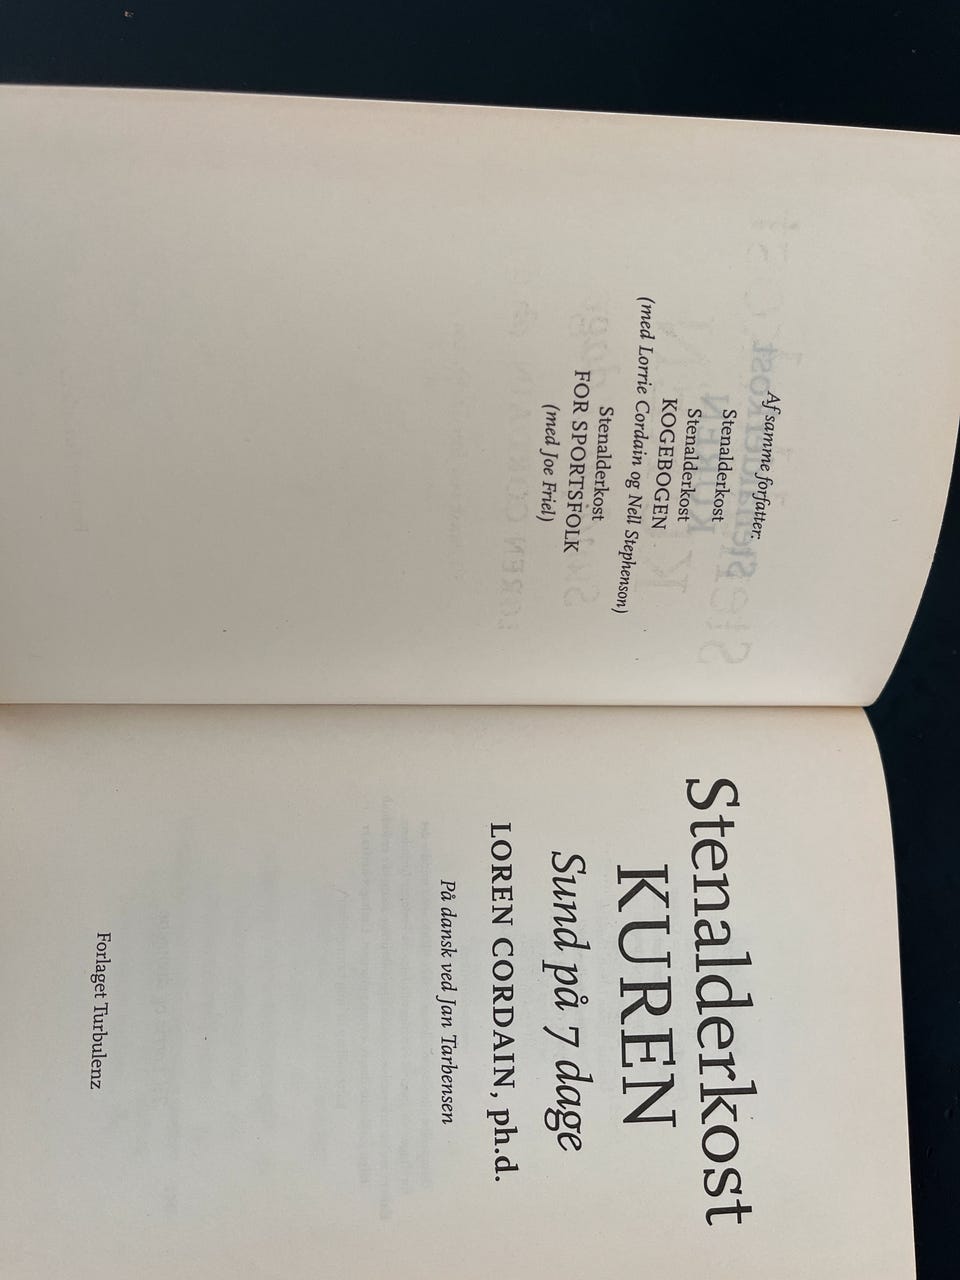 Af samme forfatter:
Stenalderkost
Stenalderkost
KOGEBOGEN
(med Lorrie Cordain og Nell Stephenson)
Stenalderkost
FOR SPORTSFOLK
(med Joe Friel)
Stenalderkost
KUREN
Sund på 7 dage
LOREN CORDAIN, ph.d.
På dansk ved Jan Tarbensen
Forlaget Turbulenz